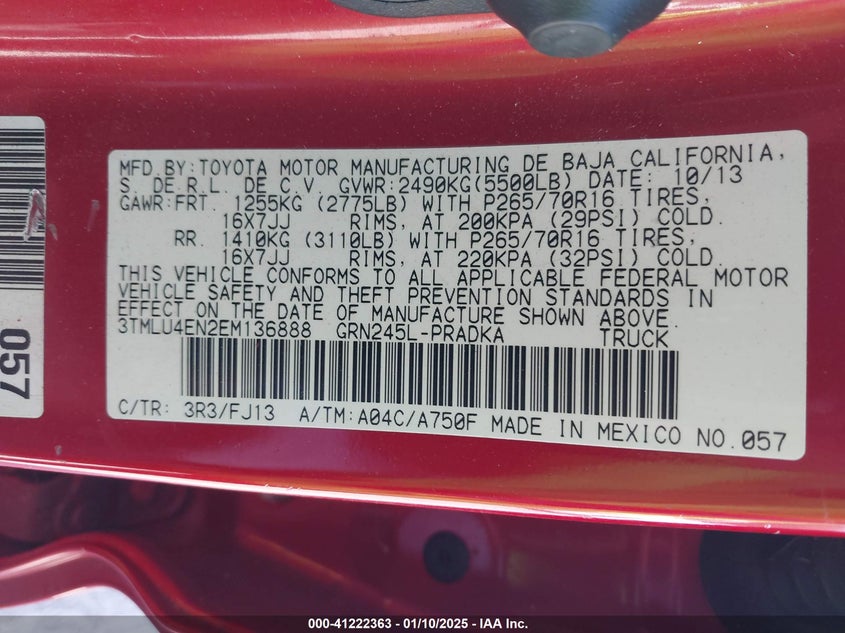 MFD.BY:TOYOTA MOTOR MANUFACTURING DE BAJA CALIFORNIA,
S. DE.R.L. DE C.V. GVWR:2490KG(5500LB) DATE: 10/13
GAWR:FRT. 1255KG (2775LB) WITH P265/70R16 TIRES,
16X7JJ RIMS, AT 200KPA (29PSI) COLD.
RR. 1410KG (3110LB) WITH P265/70R16 TIRES,
16X7JJ RIMS, AT 220KPA (32PSI) COLD.
THIS VEHICLE CONFORMS TO ALL APPLICABLE FEDERAL MOTOR
VEHICLE SAFETY AND THEFT PREVENTION STANDARDS IN
EFFECT ON THE DATE OF MANUFACTURE SHOWN ABOVE.
3TMLU4EN2EM136888 GRN245L-PRADKA TRUCK
C/TR: 3R3/FJ13 A/TM:A04C/A750F MADE IN MEXICO NO.057
057
000-41222363 - 01/10/2025 - IAA Inc.